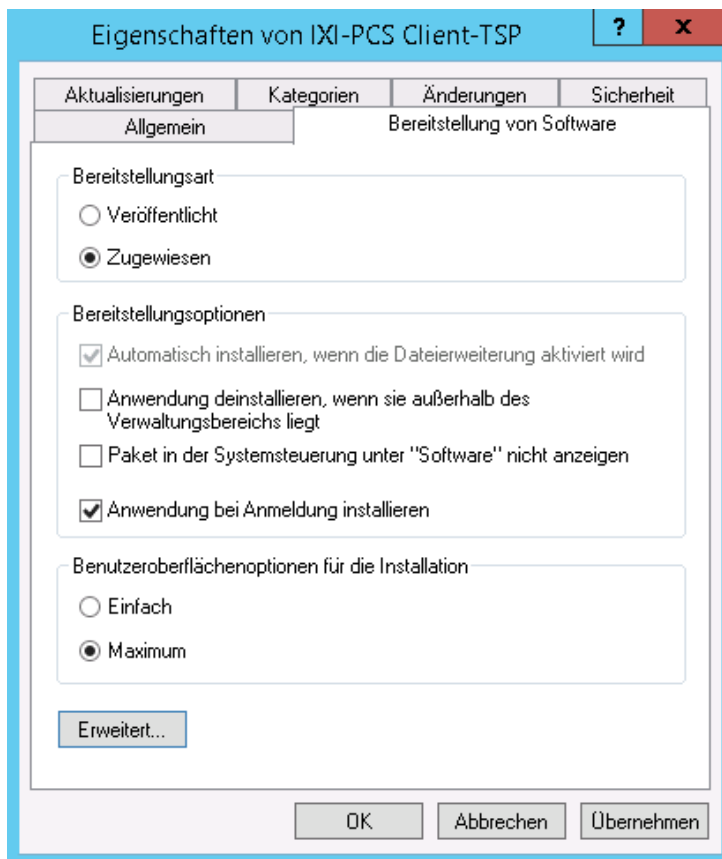 Eigenschaften von IXI-PCS Client-TSP
?
x
Aktualisierungen
Kategorien
Änderungen
Sicherheit
Allgemein
Bereitstellung von Software
Bereitstellungsart
Veröffentlicht
Zugewiesen
Bereitstellungsoptionen
Automatisch installieren, wenn die Dateierweiterung aktiviert wird
Anwendung deinstallieren, wenn sie außerhalb des
Verwaltungsbereichs liegt
Paket in der Systemsteuerung unter "Software" nicht anzeigen
Anwendung bei Anmeldung installieren
Benutzeroberflächenoptionen für die Installation
Einfach
Maximum
Erweitert...
OK
Abbrechen
Übernehmen